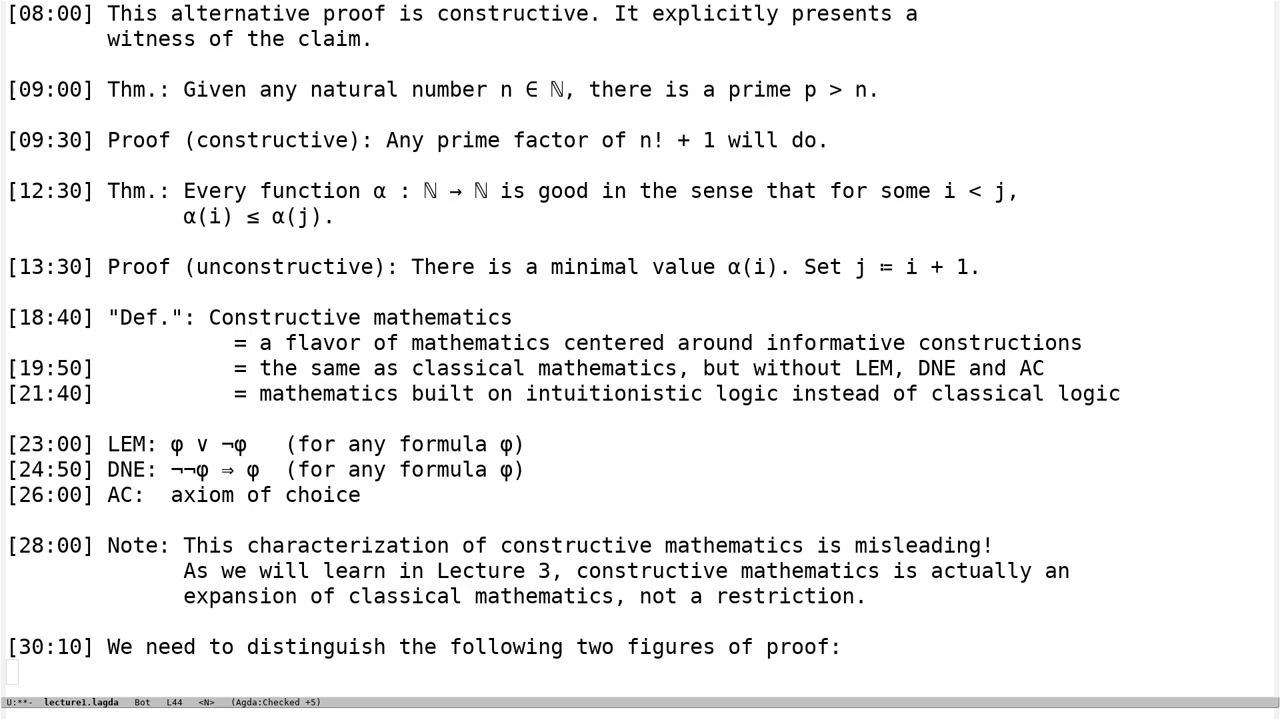 [08:00] This alternative proof is constructive. It explicitly presents a
witness of the claim.
[09:00] Thm.: Given any natural number n ∈ ℕ, there is a prime p > n.
[09:30] Proof (constructive): Any prime factor of n! + 1 will do.
[12:30] Thm.: Every function α : ℕ → ℕ is good in the sense that for some i < j,
α(i) ≤ α(j).
[13:30] Proof (unconstructive): There is a minimal value α(i). Set j ≔ i + 1.
[18:40] "Def.": Constructive mathematics
= a flavor of mathematics centered around informative constructions
[19:50] = the same as classical mathematics, but without LEM, DNE and AC
[21:40] = mathematics built on intuitionistic logic instead of classical logic
[23:00] LEM: φ ∨ ¬φ (for any formula φ)
[24:50] DNE: ¬¬φ ⇒ φ (for any formula φ)
[26:00] AC: axiom of choice
[28:00] Note: This characterization of constructive mathematics is misleading!
As we will learn in Lecture 3, constructive mathematics is actually an
expansion of classical mathematics, not a restriction.
[30:10] We need to distinguish the following two figures of proof:
U:**- lecture1.lagda Bot L44 <N> (Agda:Checked +5)